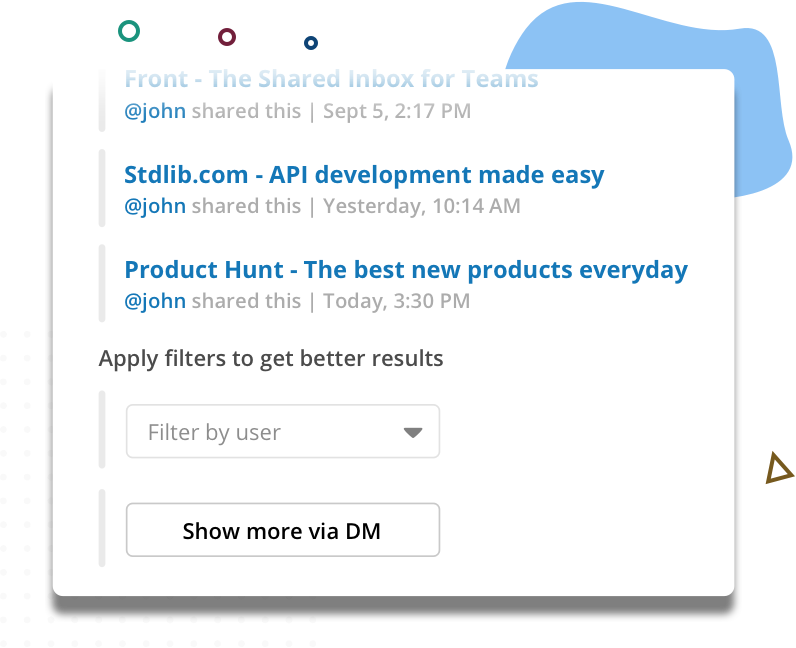 Front - The Shared Inbox for Teams
@john shared this | Sept 5, 2:17 PM
Stdlib.com - API development made easy
@john shared this | Yesterday, 10:14 AM
Product Hunt - The best new products everyday
@john shared this | Today, 3:30 PM
Apply filters to get better results
Filter by user
Show more via DM